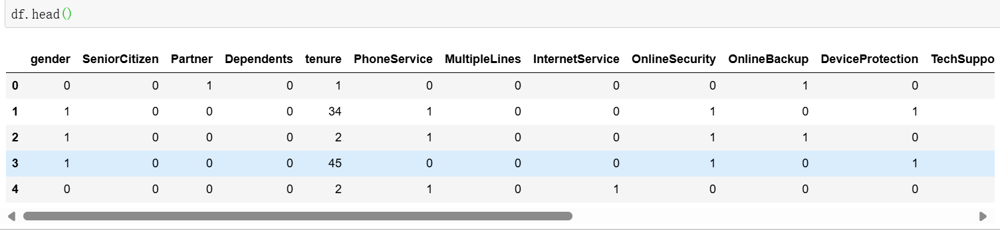 df.head()
gender SeniorCitizen Partner Dependents tenure PhoneService MultipleLines InternetService OnlineSecurity OnlineBackup DeviceProtection TechSuppo
0 0 0 1 0 1 0 0 0 0 1 0
1 1 0 0 0 34 1 0 0 1 0 1
2 1 0 0 0 2 1 0 0 1 1 0
3 1 0 0 0 45 0 0 0 1 0 1
4 0 0 0 0 2 1 0 1 0 0 0